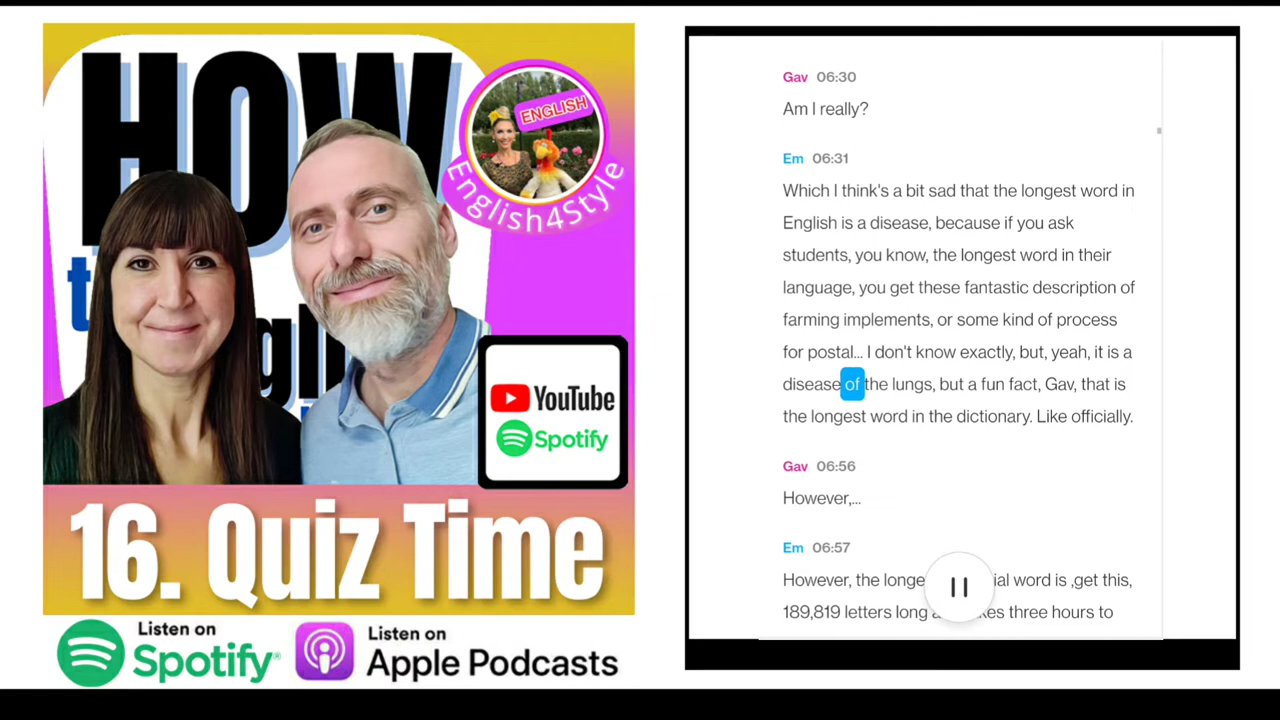 HOW
ENGLISH
English4Style
YouTube
Spotify
16. Quiz Time
Listen on
Spotify
Listen on
Apple Podcasts
Gav 06:30
Am I really?
Em 06:31
Which I think's a bit sad that the longest word in
English is a disease, because if you ask
students, you know, the longest word in their
language, you get these fantastic description of
farming implements, or some kind of process
for postal... I don't know exactly, but, yeah, it is a
disease of the lungs, but a fun fact, Gav, that is
the longest word in the dictionary. Like officially.
Gav 06:56
However,...
Em 06:57
However, the longe ial word is ,get this,
189,819 letters long a kes three hours to